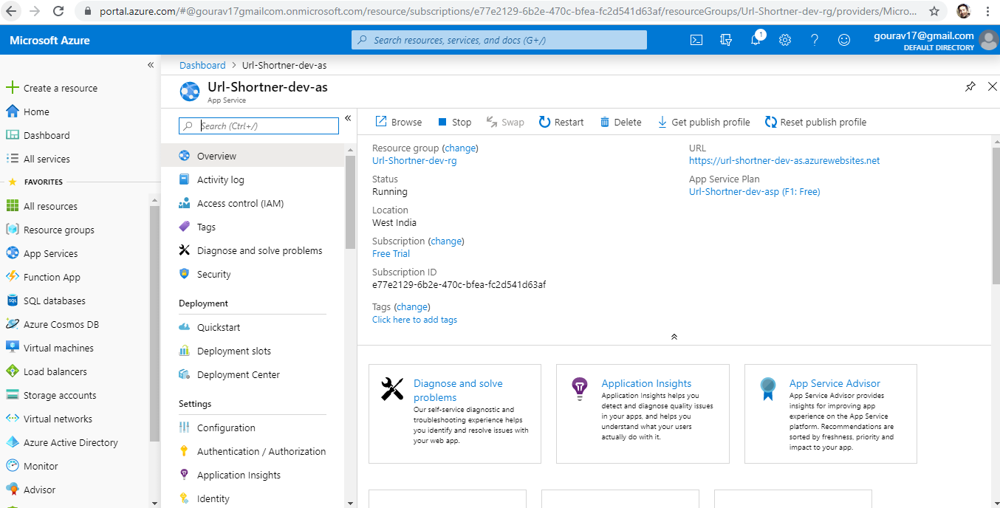 portal.azure.com/#@gourav17gmailcom.onmicrosoft.com/resource/subscriptions/e77e2129-6b2e-470c-bfea-fc2d541d63af/resourceGroups/Url-Shortner-dev-rg/providers/Micro...
Microsoft Azure
Search resources, services, and docs (G+/)
1
gourav17@gmail.com
DEFAULT DIRECTORY
Create a resource
Home
Dashboard
All services
FAVORITES
All resources
Resource groups
App Services
Function App
SQL databases
Azure Cosmos DB
Virtual machines
Load balancers
Storage accounts
Virtual networks
Azure Active Directory
Monitor
Advisor
Dashboard > Url-Shortner-dev-as
Url-Shortner-dev-as
App Service
Search (Ctrl+/)
Overview
Activity log
Access control (IAM)
Tags
Diagnose and solve problems
Security
Deployment
Quickstart
Deployment slots
Deployment Center
Settings
Configuration
Authentication / Authorization
Application Insights
Identity
Browse Stop Swap Restart Delete Get publish profile Reset publish profile
Resource group (change)
Url-Shortner-dev-rg
Status
Running
Location
West India
Subscription (change)
Free Trial
Subscription ID
e77e2129-6b2e-470c-bfea-fc2d541d63af
Tags (change)
Click here to add tags
URL
https://url-shortner-dev-as.azurewebsites.net
App Service Plan
Url-Shortner-dev-asp (F1: Free)
Diagnose and solve
problems
Our self-service diagnostic and
troubleshooting experience helps
you identify and resolve issues with
your web app.
Application Insights
Application Insights helps you
detect and diagnose quality issues
in your apps, and helps you
understand what your users
actually do with it.
App Service Advisor
App Service Advisor provides
insights for improving app
experience on the App Service
platform. Recommendations are
sorted by freshness, priority and
impact to your app.